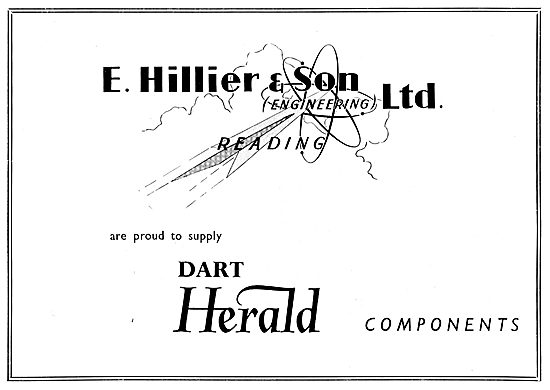 E. Hillier & Son
(ENGINEERING) Ltd.
READING
are proud to supply
DART
Herald COMPONENTS